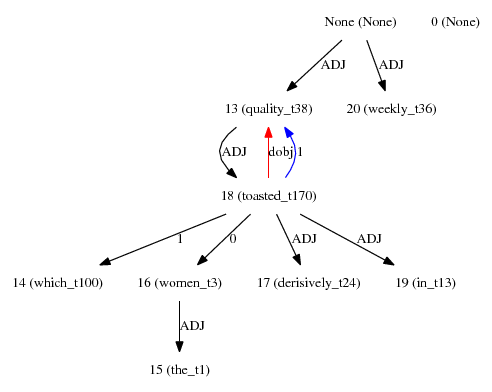 None (None) 0 (None)
ADJ ADJ
13 (quality_t38) 20 (weekly_t36)
ADJ dobj 1
18 (toasted_t170)
1 0 ADJ ADJ
14 (which_t100) 16 (women_t3) 17 (derisively_t24) 19 (in_t13)
ADJ
15 (the_t1)